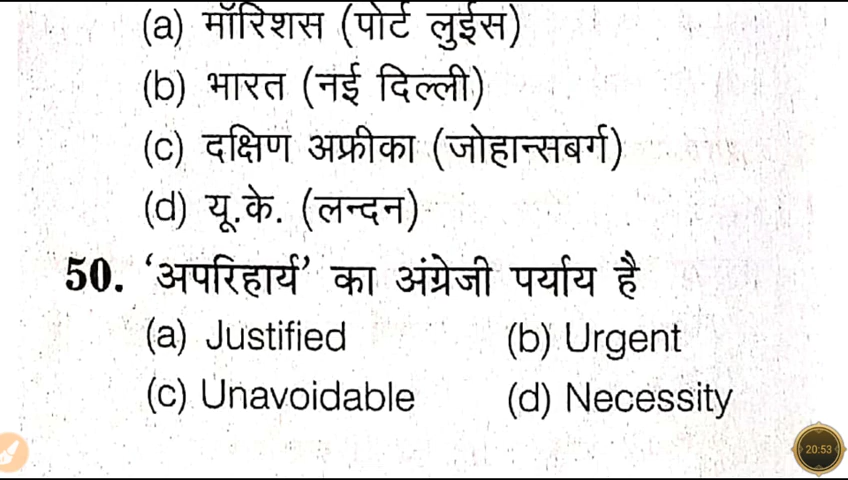 (a) मॉरिशस (पोर्ट लुईस)
(b) भारत (नई दिल्ली)
(c) दक्षिण अफ्रीका (जोहान्सबर्ग)
(d) यू.के. (लन्दन)
50. ‘अपरिहार्य’ का अंग्रेजी पर्याय है
(a) Justified (b) Urgent
(c) Unavoidable (d) Necessity
20:53